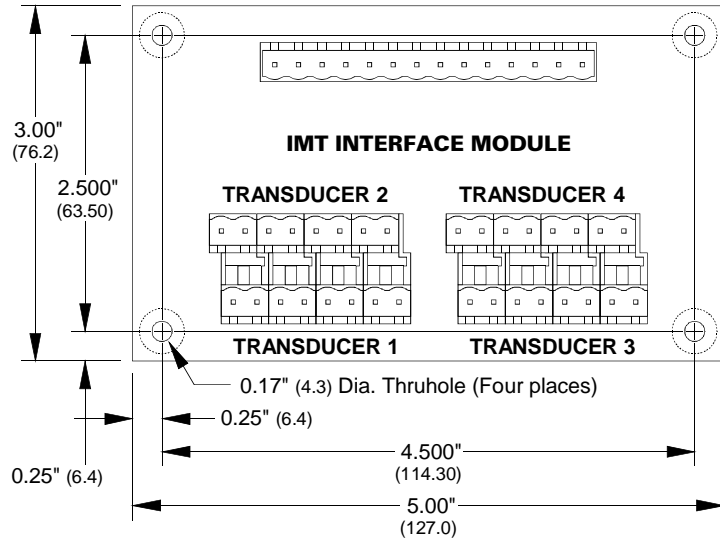 3.00"
(76.2)
2.500"
(63.50)
IMT INTERFACE MODULE
TRANSDUCER 2
TRANSDUCER 4
TRANSDUCER 1
TRANSDUCER 3
0.17" (4.3) Dia. Thruhole (Four places)
0.25" (6.4)
0.25" (6.4)
4.500"
(114.30)
5.00"
(127.0)